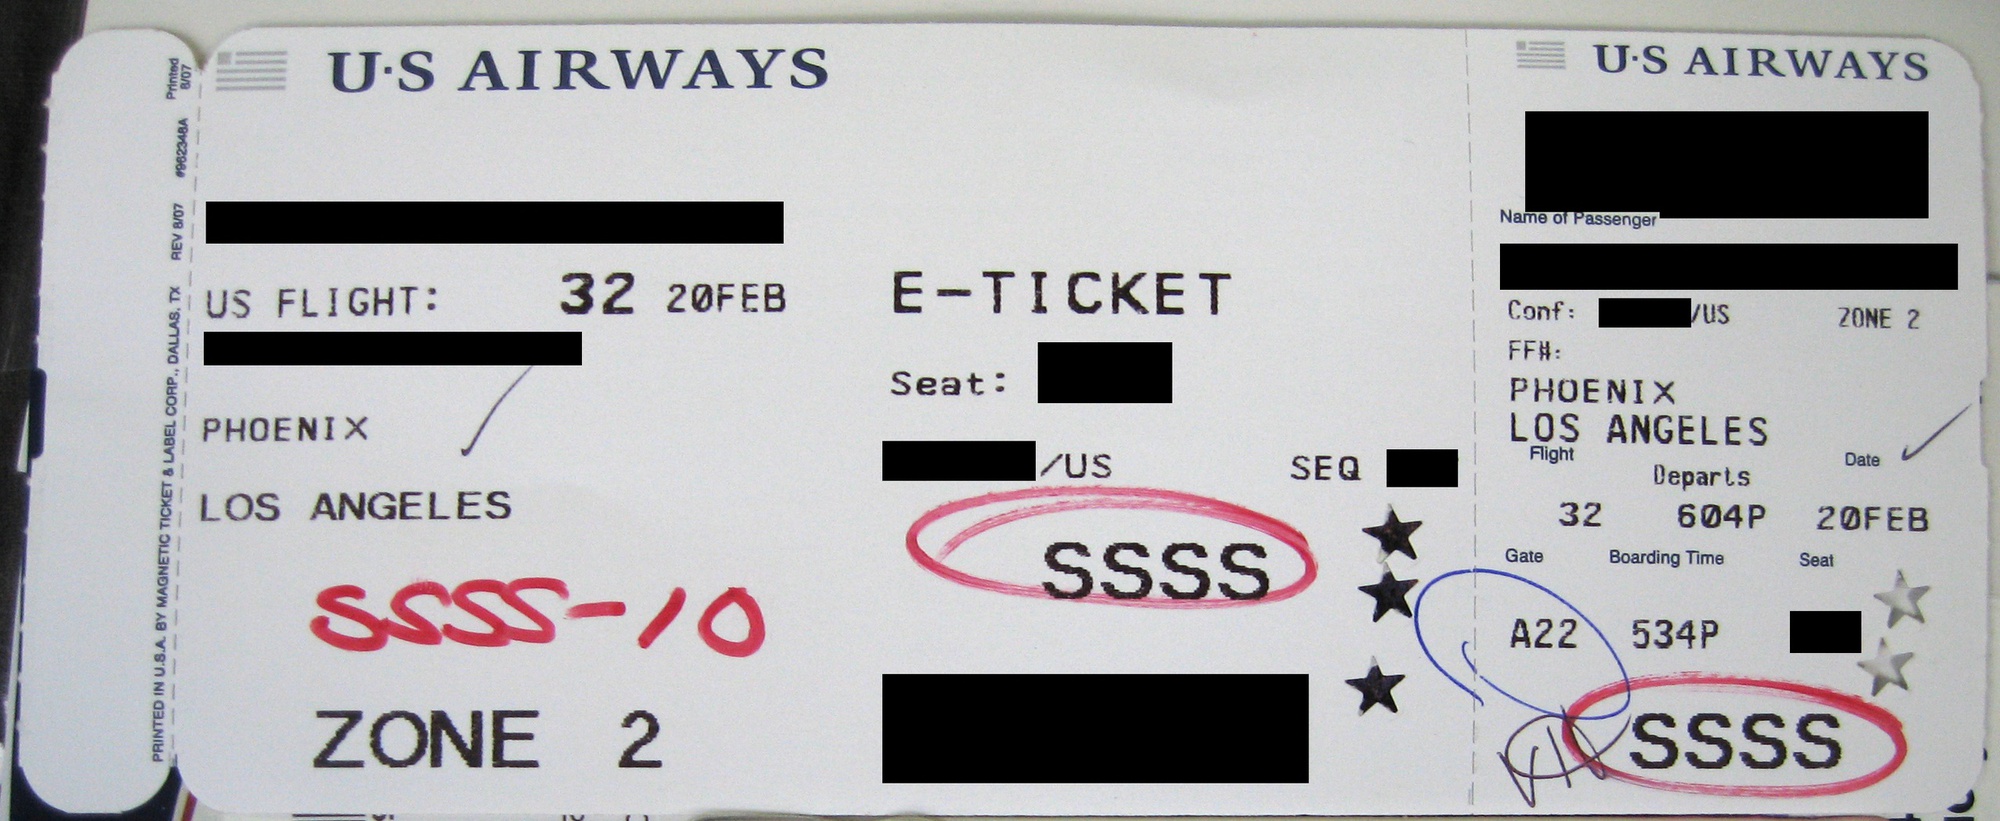 U·S AIRWAYS
US FLIGHT: 32 20FEB
PHOENIX
LOS ANGELES
SSSS-10
ZONE 2
E-TICKET
Seat:
/US SEQ
SSSS
U·S AIRWAYS
Name of Passenger
Conf: /US ZONE 2
FF#:
PHOENIX
LOS ANGELES
Flight Departs Date
32 604P 20FEB
Gate Boarding Time Seat
A22 534P
SSSS
PRINTED IN U.S.A. BY MAGNETIC TICKET & LABEL CORP., DALLAS, TX REV 8/07 #962348A Printed
8/07